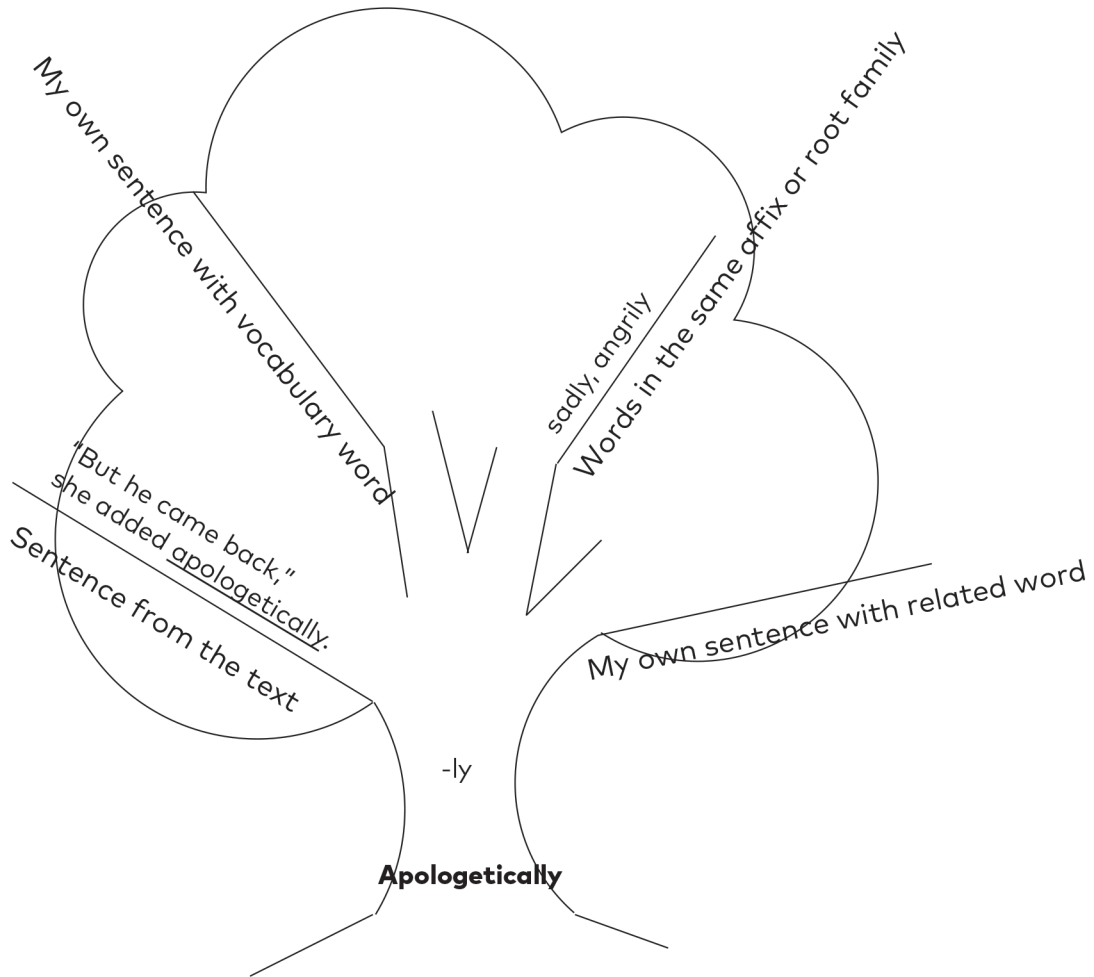 My own sentence with vocabulary word
sadly, angrily
Words in the same affix or root family
"But he came back,"
she added apologetically.
Sentence from the text
My own sentence with related word
-ly
Apologetically